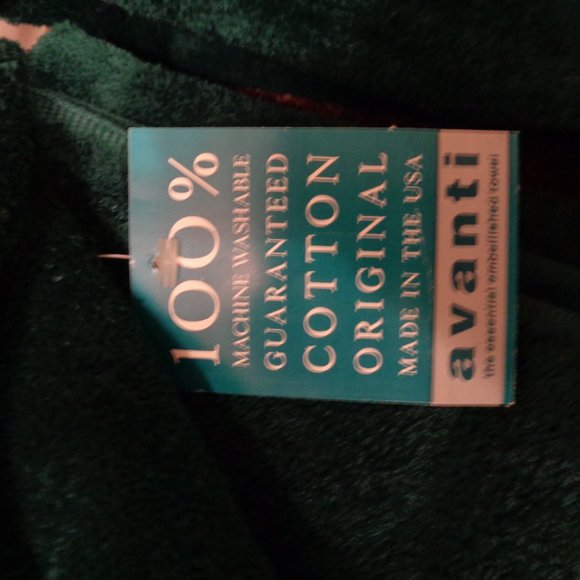 100%
MACHINE WASHABLE
GUARANTEED
COTTON
ORIGINAL
MADE IN THE USA
avanti
the essential embellished towel